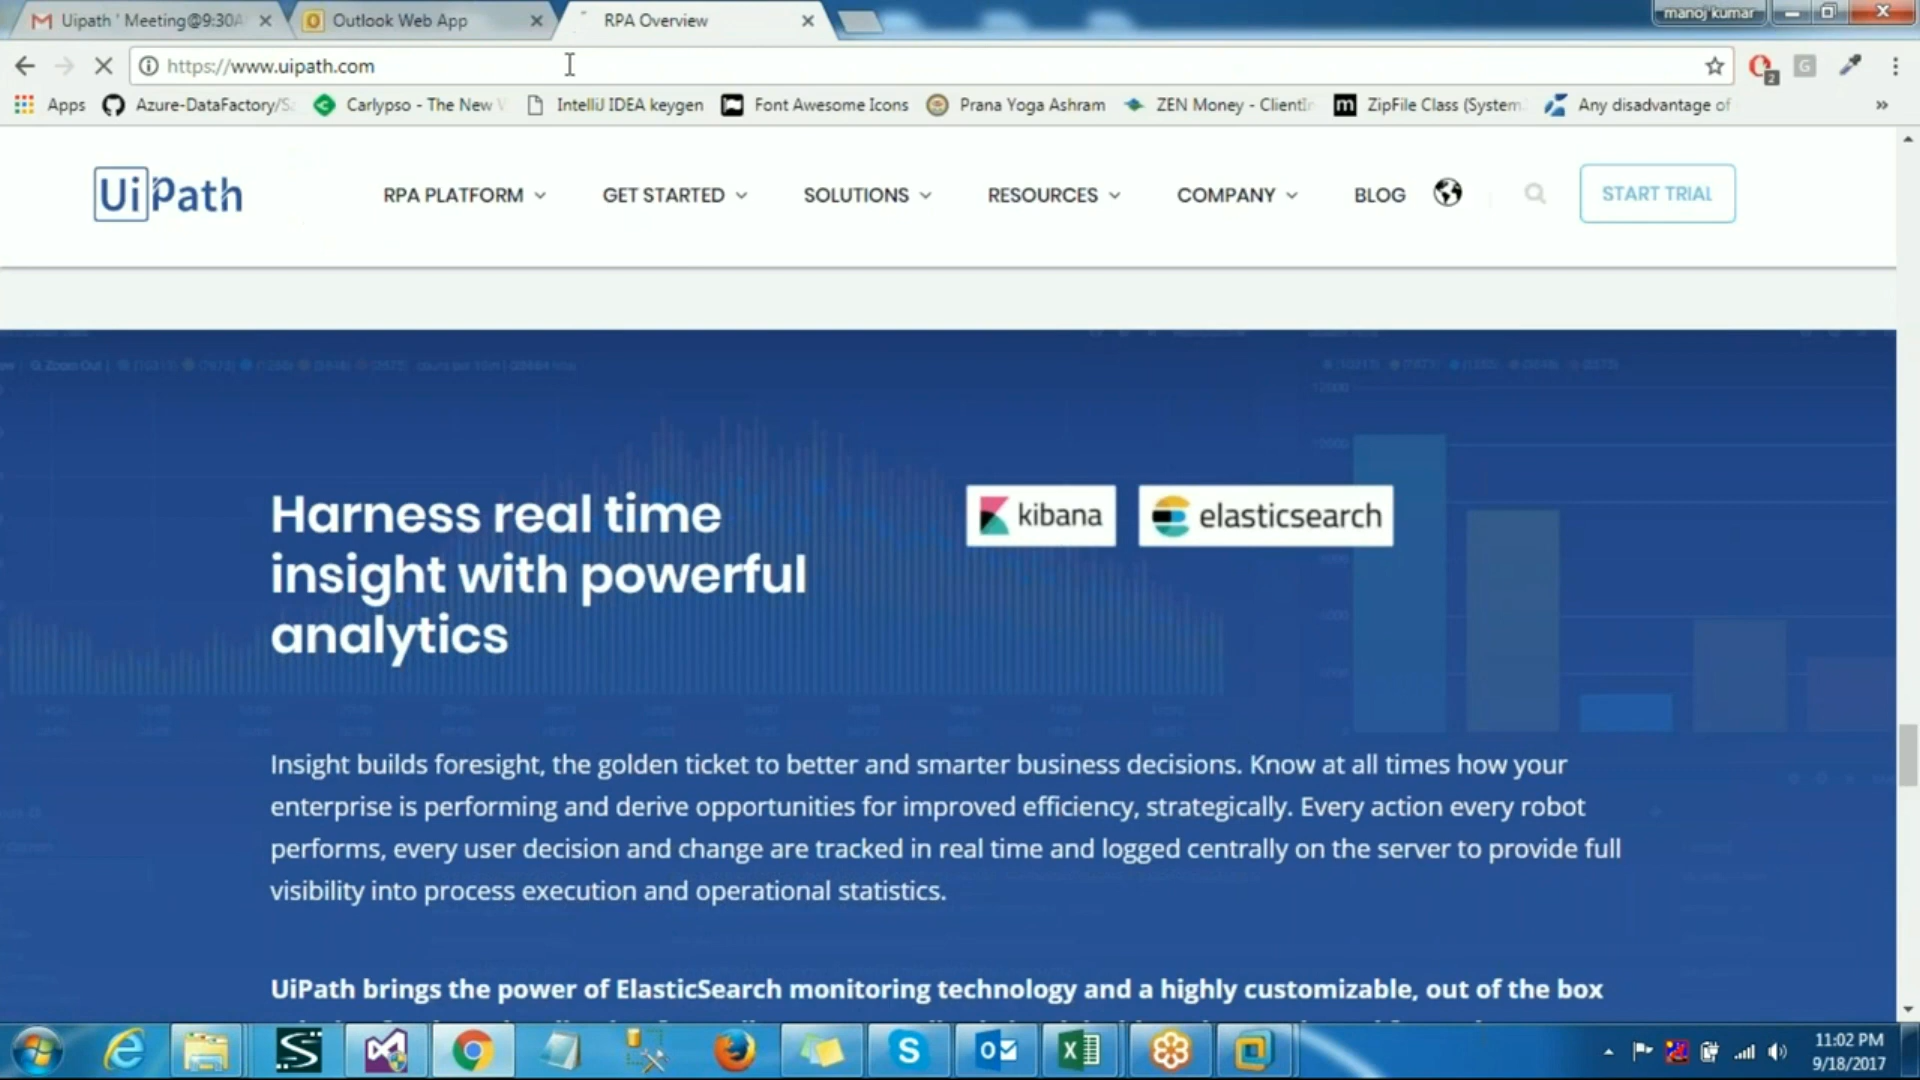 Uipath ' Meeting@9:30A
Outlook Web App
RPA Overview
manoj kumar
https://www.uipath.com
2
G
Apps
Azure-DataFactory/Sa
Carlypso - The New V
IntelliJ IDEA keygen
Font Awesome Icons
Prana Yoga Ashram
ZEN Money - ClientIn
m
ZipFile Class (System.
Any disadvantage of
»
UiPath
RPA PLATFORM
GET STARTED
SOLUTIONS
RESOURCES
COMPANY
BLOG
START TRIAL
Harness real time
insight with powerful
analytics
kibana
elasticsearch
Insight builds foresight, the golden ticket to better and smarter business decisions. Know at all times how your
enterprise is performing and derive opportunities for improved efficiency, strategically. Every action every robot
performs, every user decision and change are tracked in real time and logged centrally on the server to provide full
visibility into process execution and operational statistics.
UiPath brings the power of ElasticSearch monitoring technology and a highly customizable, out of the box
11:02 PM
9/18/2017